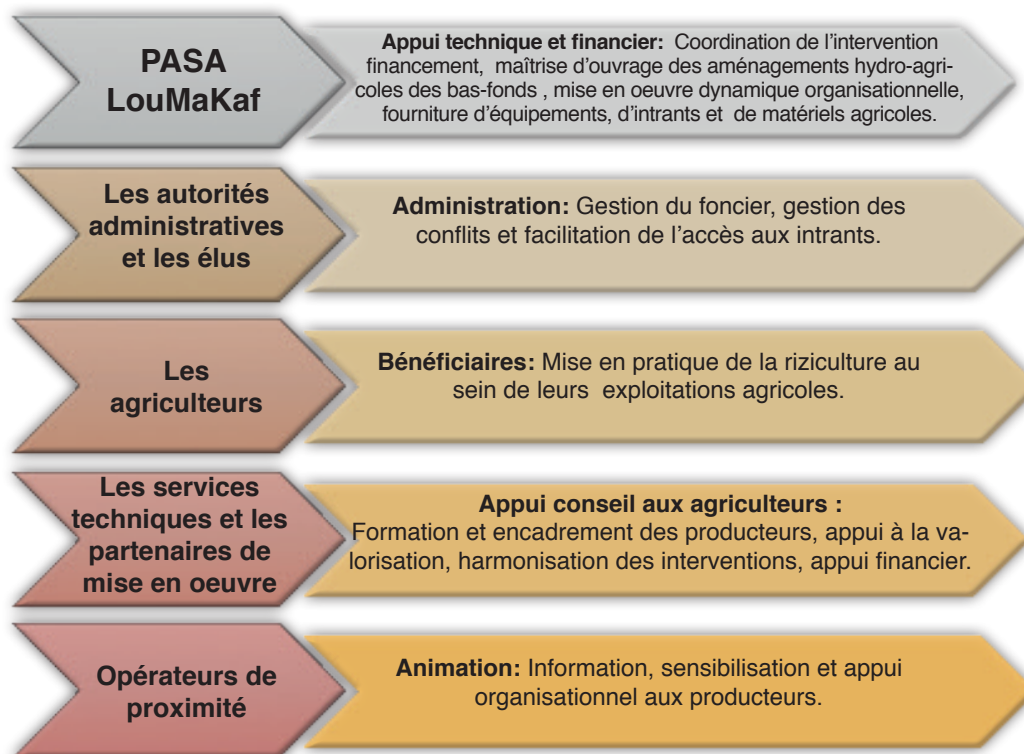 PASA
LouMaKaf
Appui technique et financier: Coordination de l'intervention
financement, maîtrise d'ouvrage des aménagements hydro-agri-
coles des bas-fonds , mise en oeuvre dynamique organisationnelle,
fourniture d'équipements, d'intrants et de matériels agricoles.
Les autorités
administratives
et les élus
Administration: Gestion du foncier, gestion des
conflits et facilitation de l'accès aux intrants.
Les
agriculteurs
Bénéficiaires: Mise en pratique de la riziculture au
sein de leurs exploitations agricoles.
Les services
techniques et les
partenaires de
mise en oeuvre
Appui conseil aux agriculteurs :
Formation et encadrement des producteurs, appui à la va-
lorisation, harmonisation des interventions, appui financier.
Opérateurs de
proximité
Animation: Information, sensibilisation et appui
organisationnel aux producteurs.